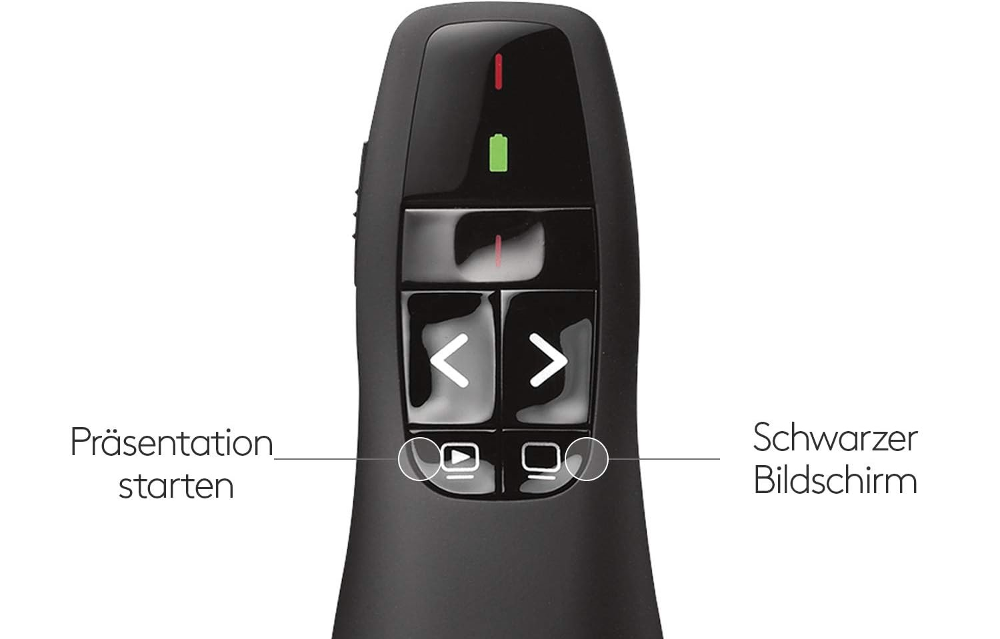 Präsentation
starten
Schwarzer
Bildschirm